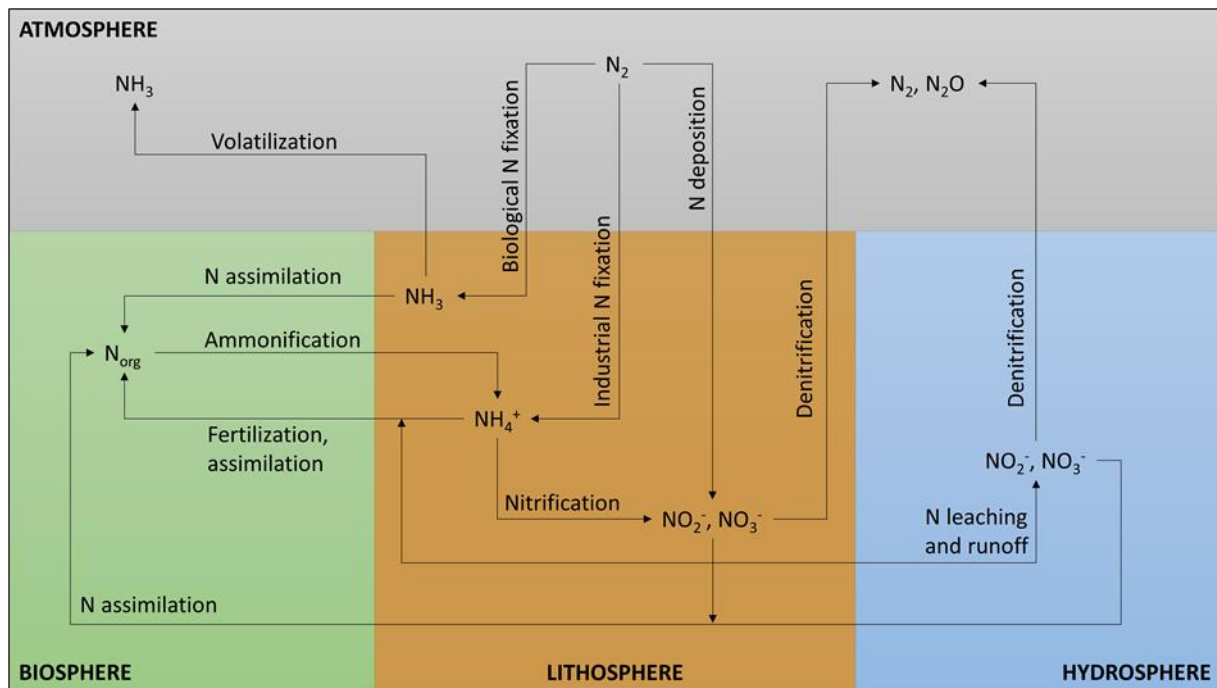 ATMOSPHERE
NH₃
N₂
N₂, N₂O
Volatilization
Biological N fixation
Industrial N fixation
N deposition
Denitrification
Denitrification
N assimilation
NH₃
N_org
Ammonification
NH₄⁺
Fertilization,
assimilation
Nitrification
NO₂⁻, NO₃⁻
NO₂⁻, NO₃⁻
N leaching
and runoff
N assimilation
BIOSPHERE
LITHOSPHERE
HYDROSPHERE